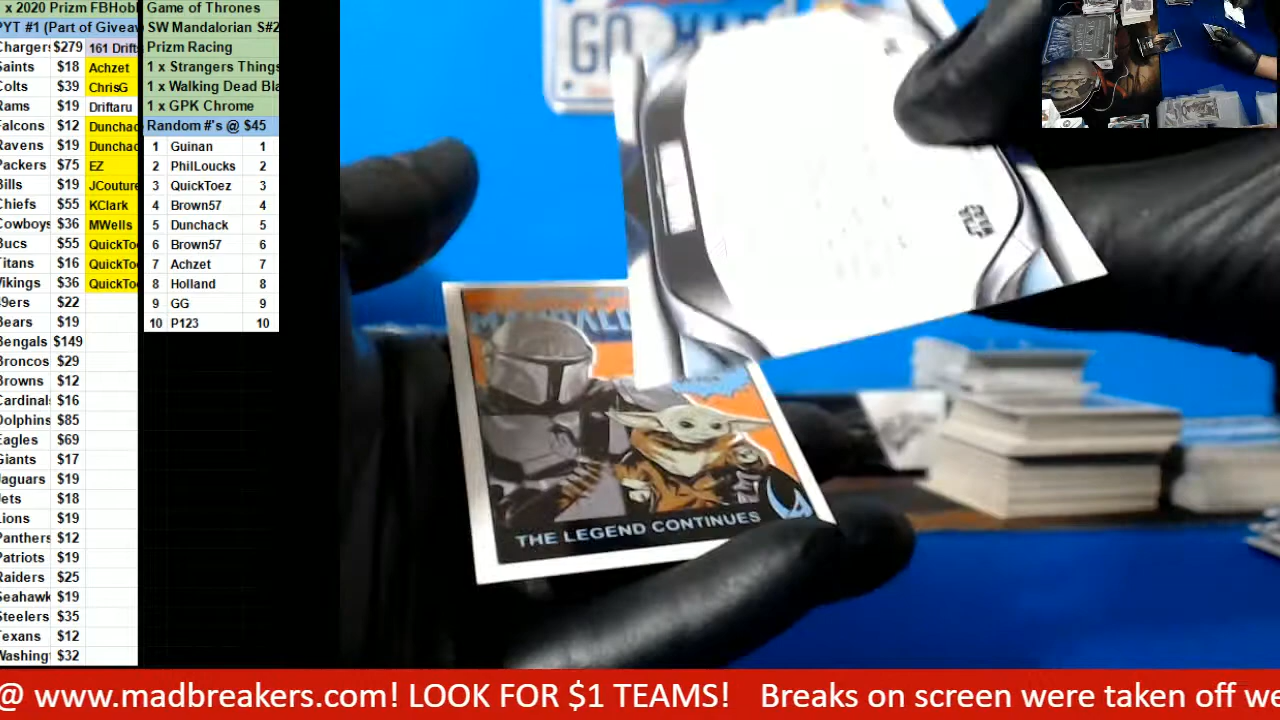 x 2020 Prizm FBHobl
PYT #1 (Part of Giveaw
Chargers $279 161 Drift
Saints $18 Achzet
Colts $39 ChrisG
Rams $19 Driftaru
Falcons $12 Dunchac
Ravens $19 Dunchac
Packers $75 EZ
Bills $19 JCouture
Chiefs $55 KClark
Cowboys $36 MWells
Bucs $55 QuickToe
Titans $16 QuickToe
Vikings $36 QuickToe
49ers $22
Bears $19
Bengals $149
Broncos $29
Browns $12
Cardinal $16
Dolphins $85
Eagles $69
Giants $17
Jaguars $19
Jets $18
Lions $19
Panthers $12
Patriots $19
Raiders $25
Seahawk $19
Steelers $35
Texans $12
Washing $32
Game of Thrones
SW Mandalorian S#2
Prizm Racing
1 x Strangers Things
1 x Walking Dead Bla
1 x GPK Chrome
Random #'s @ $45
1 Guinan 1
2 PhilLoucks 2
3 QuickToez 3
4 Brown57 4
5 Dunchack 5
6 Brown57 6
7 Achzet 7
8 Holland 8
9 GG 9
10 P123 10
THE LEGEND CONTINUES
@ www.madbreakers.com! LOOK FOR $1 TEAMS! Breaks on screen were taken off we